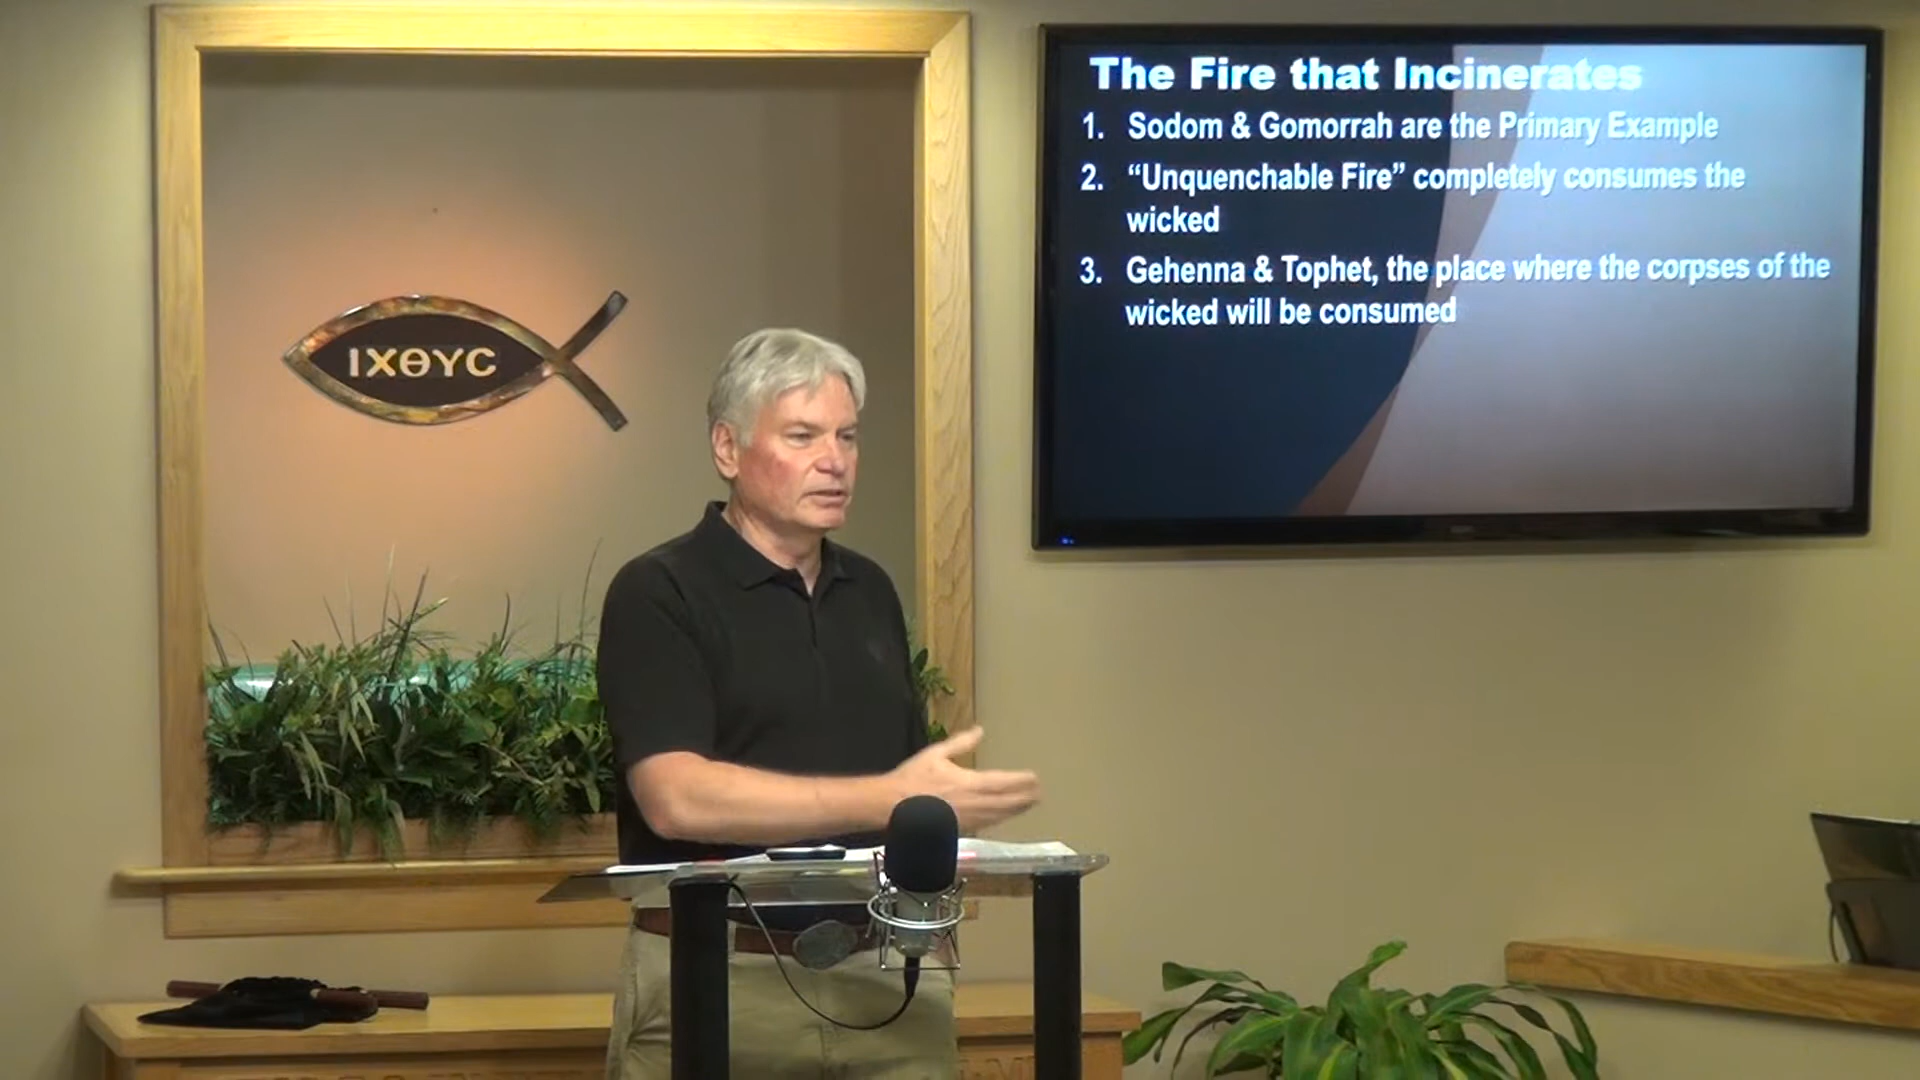 The Fire that Incinerates
1. Sodom & Gomorrah are the Primary Example
2. “Unquenchable Fire” completely consumes the
wicked
3. Gehenna & Tophet, the place where the corpses of the
wicked will be consumed
ΙΧΘΥC